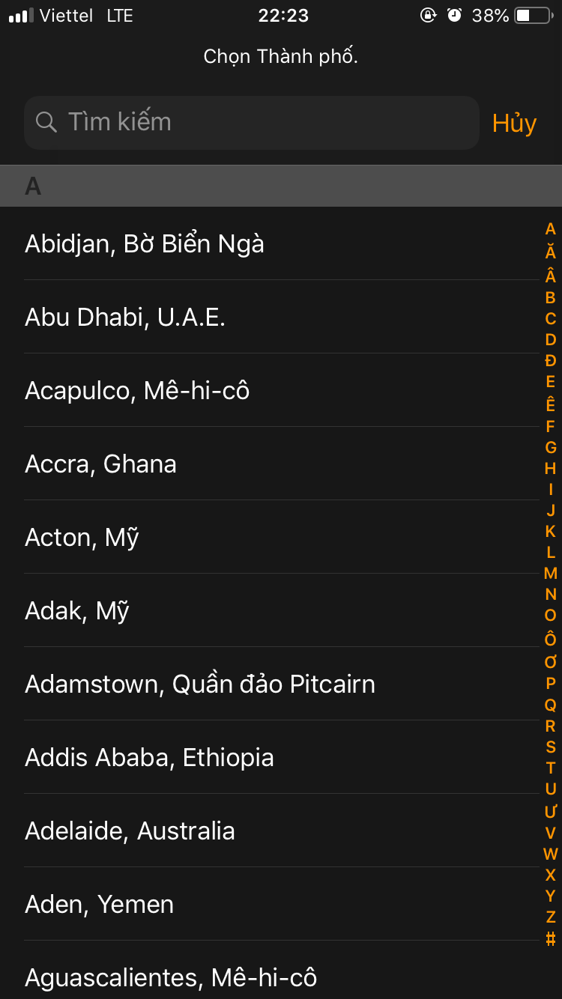 Viettel LTE 22:23 38%
Chọn Thành phố.
Tìm kiếm Hủy
A
Abidjan, Bờ Biển Ngà
Abu Dhabi, U.A.E.
Acapulco, Mê-hi-cô
Accra, Ghana
Acton, Mỹ
Adak, Mỹ
Adamstown, Quần đảo Pitcairn
Addis Ababa, Ethiopia
Adelaide, Australia
Aden, Yemen
Aguascalientes, Mê-hi-cô
A
Ă
Â
B
C
D
Đ
E
Ê
F
G
H
I
J
K
L
M
N
O
Ô
Ơ
P
Q
R
S
T
U
Ư
V
W
X
Y
Z
#